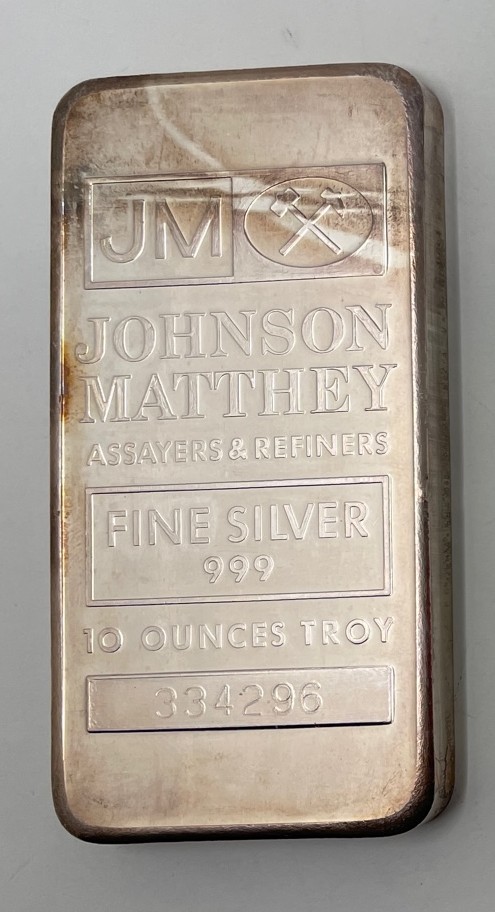 JM
JOHNSON
MATTHEY
ASSAYERS & REFINERS
FINE SILVER
999
10 OUNCES TROY
334296